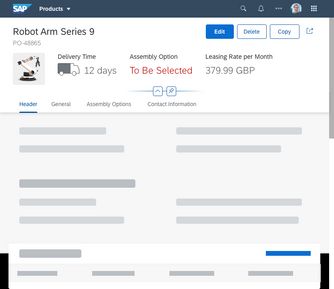 SAP Products
Robot Arm Series 9
Edit Delete Copy
PO-48865
Delivery Time
12 days
Assembly Option
To Be Selected
Leasing Rate per Month
379.99 GBP
Header General Assembly Options Contact Information